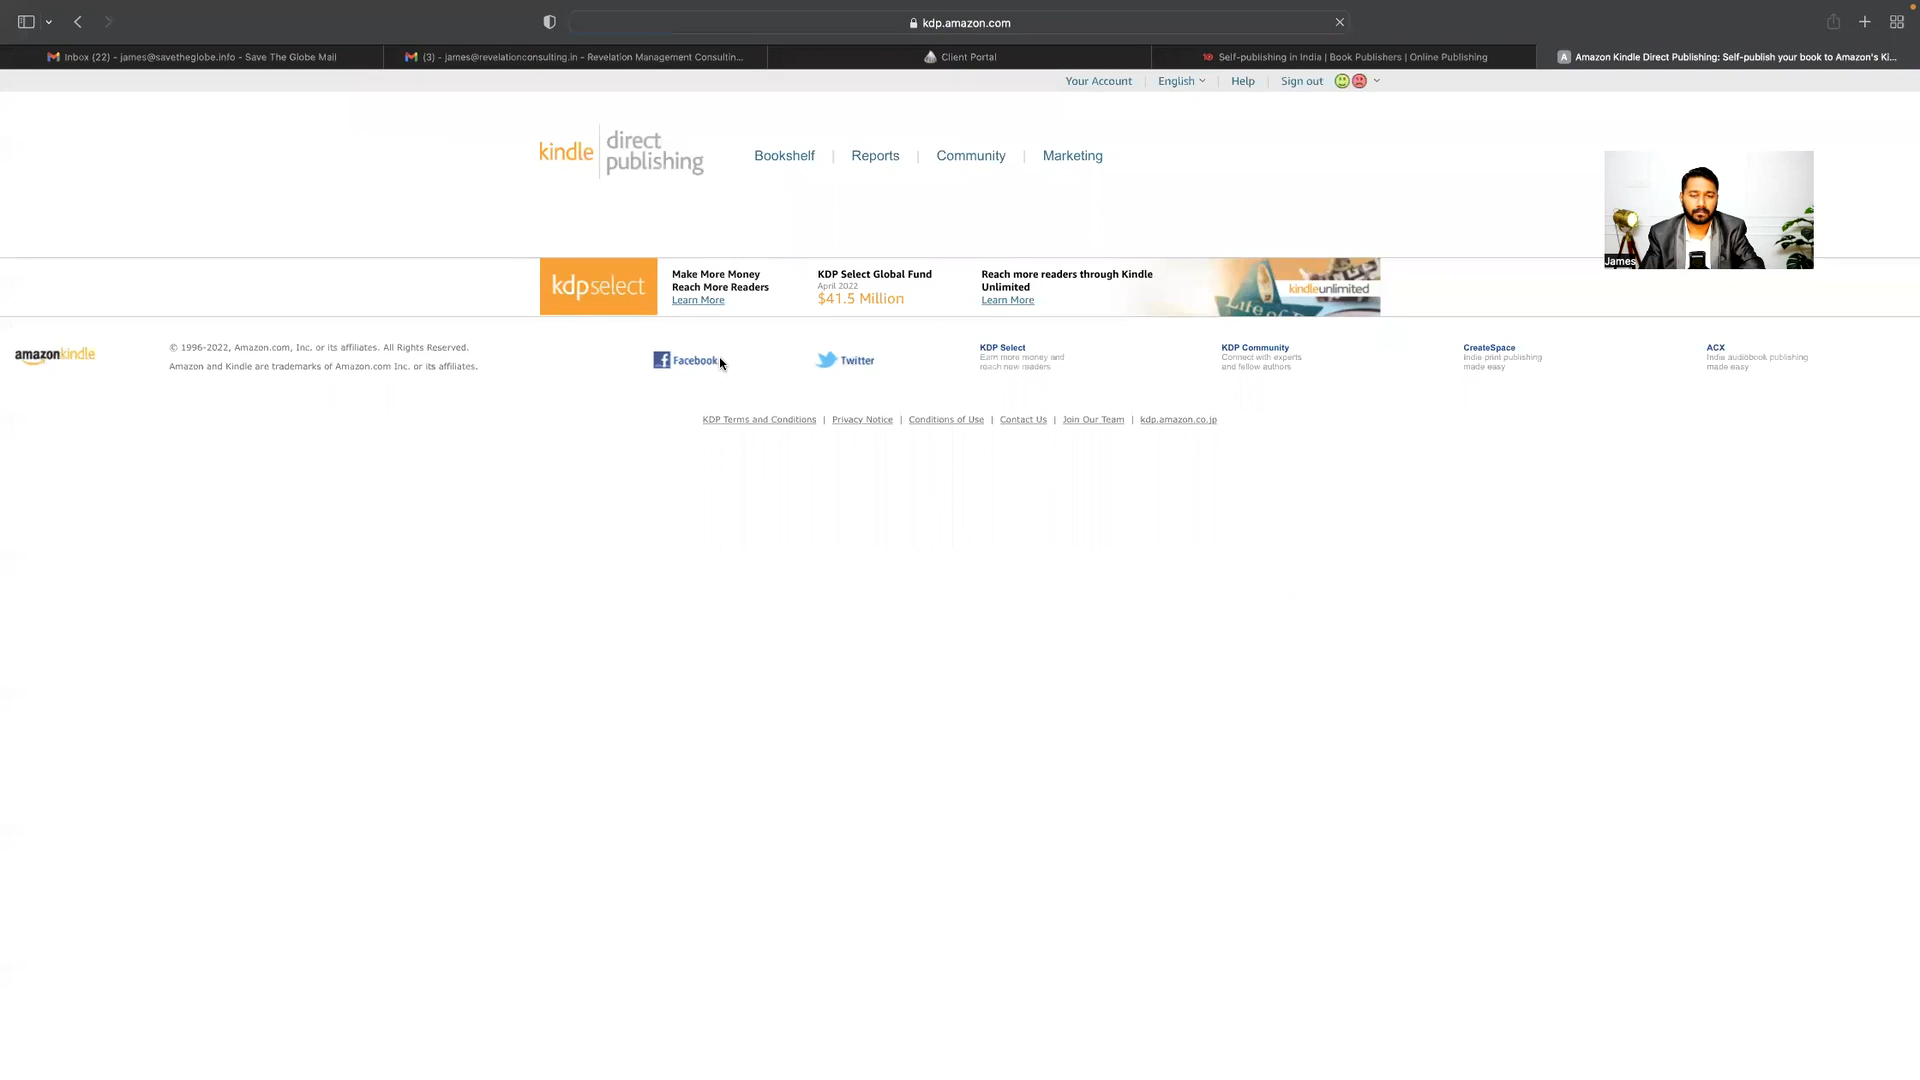 kdp.amazon.com
Inbox (22) - james@savetheglobe.info - Save The Globe Mail
(3) - james@revelationconsulting.in - Revelation Management Consultin...
Client Portal
Self-publishing in India | Book Publishers | Online Publishing
A Amazon Kindle Direct Publishing: Self-publish your book to Amazon's Ki...
Your Account
English
Help
Sign out
kindle direct publishing
Bookshelf | Reports | Community | Marketing
James
kdpselect
Make More Money
Reach More Readers
Learn More
KDP Select Global Fund
April 2022
$41.5 Million
Reach more readers through Kindle
Unlimited
Learn More
Life of
kindleunlimited
amazonkindle
© 1996-2022, Amazon.com, Inc. or its affiliates. All Rights Reserved.
Amazon and Kindle are trademarks of Amazon.com Inc. or its affiliates.
Facebook
Twitter
KDP Select
Earn more money and
reach new readers
KDP Community
Connect with experts
and fellow authors
CreateSpace
Indie print publishing
made easy
ACX
Indie audiobook publishing
made easy
KDP Terms and Conditions | Privacy Notice | Conditions of Use | Contact Us | Join Our Team | kdp.amazon.co.jp